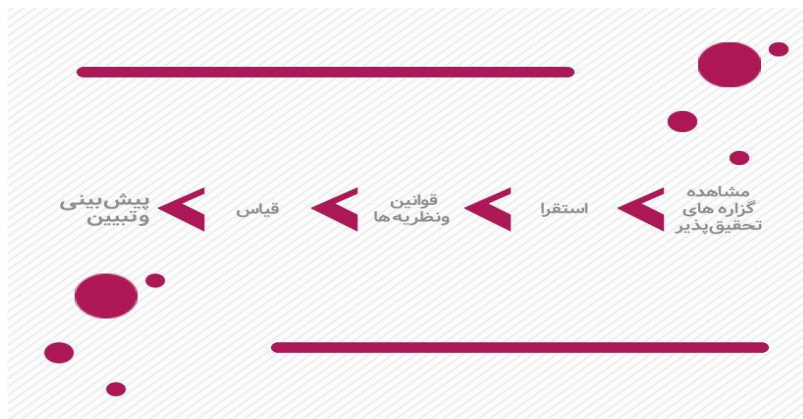 مشاهده
گزاره های
تحقیق‌پذیر
استقرا
قوانین
ونظریه ها
قیاس
پیش‌بینی
وتبیین